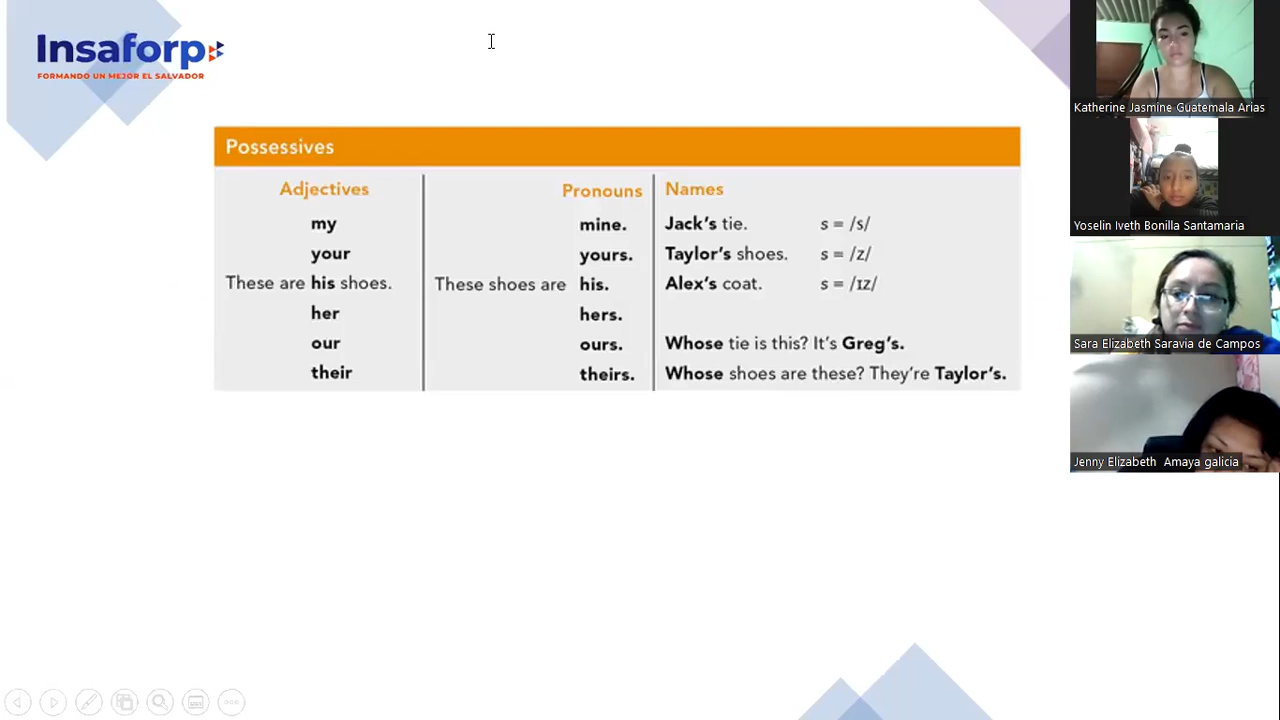 Insaforp
FORMANDO UN MEJOR EL SALVADOR
Possessives
Adjectives
my
your
These are his shoes.
her
our
their
Pronouns
mine.
yours.
These shoes are his.
hers.
ours.
theirs.
Names
Jack's tie. s = /s/
Taylor's shoes. s = /z/
Alex's coat. s = /ɪz/
Whose tie is this? It's Greg's.
Whose shoes are these? They're Taylor's.
Katherine Jasmine Guatemala Arias
Yoselin Iveth Bonilla Santamaria
Sara Elizabeth Saravia de Campos
Jenny Elizabeth Amaya galicia